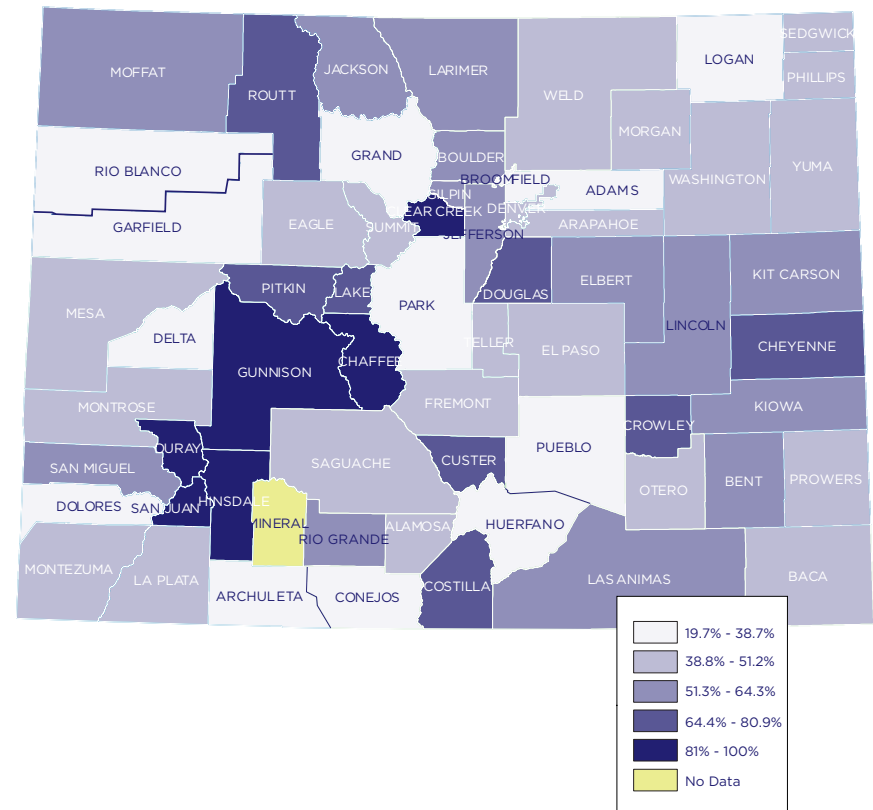 SEDGWICK
LOGAN
MOFFAT
JACKSON
LARIMER
PHILLIPS
ROUTT
WELD
MORGAN
GRAND
BOULDER
RIO BLANCO
YUMA
BROOMFIELD
WASHINGTON
ADAMS
GILPIN
CLEAR CREEK
DENVER
GARFIELD
EAGLE
SUMMIT
ARAPAHOE
JEFFERSON
KIT CARSON
ELBERT
PITKIN
LAKE
DOUGLAS
PARK
MESA
LINCOLN
DELTA
TELLER
CHEYENNE
EL PASO
CHAFFEE
GUNNISON
FREMONT
MONTROSE
KIOWA
CROWLEY
OURAY
PUEBLO
CUSTER
SAGUACHE
SAN MIGUEL
BENT
PROWERS
OTERO
HINSDALE
DOLORES
SAN JUAN
MINERAL
ALAMOSA
HUERFANO
RIO GRANDE
MONTEZUMA
LA PLATA
COSTILLA
LAS ANIMAS
BACA
ARCHULETA
CONEJOS
19.7% - 38.7%
38.8% - 51.2%
51.3% - 64.3%
64.4% - 80.9%
81% - 100%
No Data